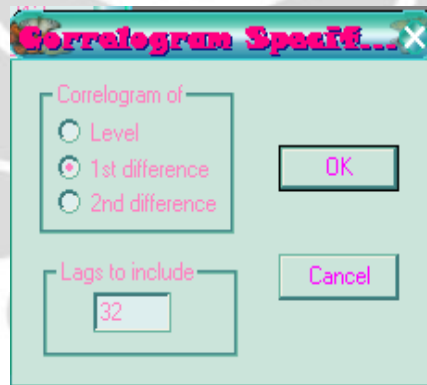 Correlogram Specif...
Correlogram of
Level
1st difference
2nd difference
OK
Lags to include
32
Cancel